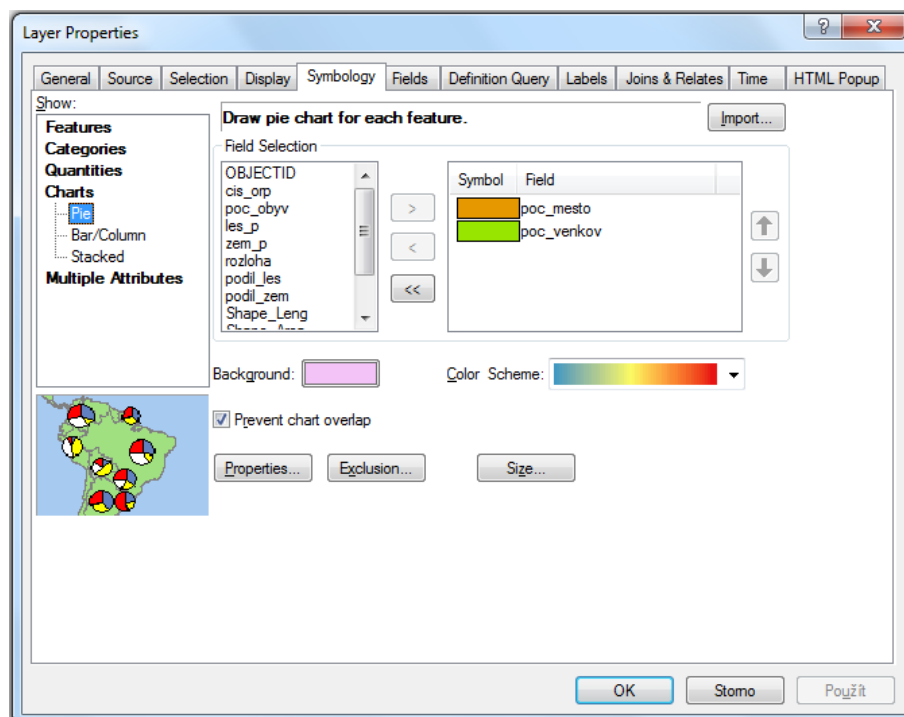 Layer Properties
General Source Selection Display Symbology Fields Definition Query Labels Joins & Relates Time HTML Popup
Show:
Features
Categories
Quantities
Charts
Pie
Bar/Column
Stacked
Multiple Attributes
Draw pie chart for each feature.
Import...
Field Selection
OBJECTID
cis_orp
poc_obyv
les_p
zem_p
rozloha
podil_les
podil_zem
Shape_Leng
Symbol Field
poc_mesto
poc_venkov
>
<
<<
Background:
Color Scheme:
Prevent chart overlap
Properties... Exclusion... Size...
OK Storno Použít